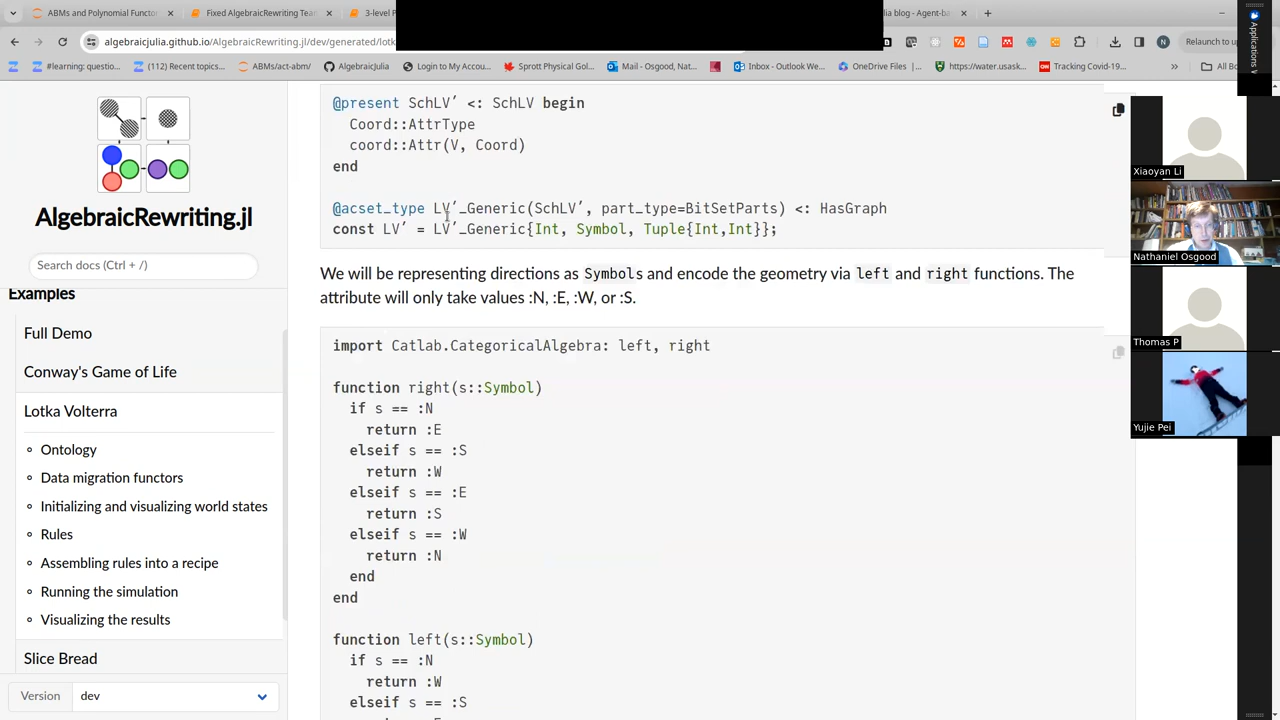 ABMs and Polynomial Functor
Fixed AlgebraicRewriting Team
3-level P
lia blog - Agent-ba
algebraicjulia.github.io/AlgebraicRewriting.jl/dev/generated/lotk
Relaunch to u
#learning: questio...
(112) Recent topics...
ABMs/act-abm/
AlgebraicJulia
Login to My Accou...
Sprott Physical Gol...
Mail - Osgood, Nat...
Inbox - Outlook We...
OneDrive Files |...
https://water.usask...
Tracking Covid-19...
All Bo
Applications
AlgebraicRewriting.jl
Search docs (Ctrl + /)
Examples
Full Demo
Conway's Game of Life
Lotka Volterra
Ontology
Data migration functors
Initializing and visualizing world states
Rules
Assembling rules into a recipe
Running the simulation
Visualizing the results
Slice Bread
Version
dev
@present SchLV′ <: SchLV begin
Coord::AttrType
coord::Attr(V, Coord)
end
@acset_type LV′_Generic(SchLV′, part_type=BitSetParts) <: HasGraph
const LV′ = LV′_Generic{Int, Symbol, Tuple{Int,Int}};
We will be representing directions as Symbols and encode the geometry via left and right functions. The
attribute will only take values :N, :E, :W, or :S.
import Catlab.CategoricalAlgebra: left, right
function right(s::Symbol)
if s == :N
return :E
elseif s == :S
return :W
elseif s == :E
return :S
elseif s == :W
return :N
end
end
function left(s::Symbol)
if s == :N
return :W
elseif s == :S
Xiaoyan Li
Nathaniel Osgood
Thomas P
Yujie Pei